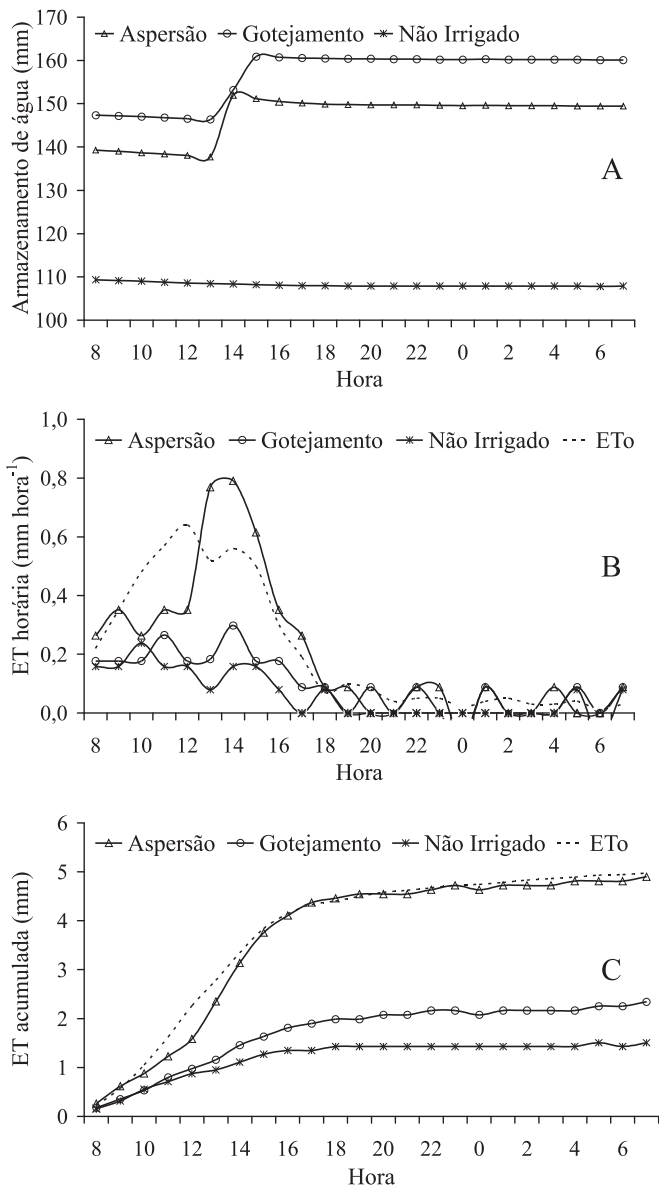 Armazenamento de água (mm)
170
160
150
140
130
120
110
100
Aspersão Gotejamento Não Irrigado
A
8 10 12 14 16 18 20 22 0 2 4 6
Hora
ET horária (mm hora-1)
1,0
0,8
0,6
0,4
0,2
0,0
Aspersão Gotejamento Não Irrigado ETo
B
8 10 12 14 16 18 20 22 0 2 4 6
Hora
ET acumulada (mm)
6
5
4
3
2
1
0
Aspersão Gotejamento Não Irrigado ETo
C
8 10 12 14 16 18 20 22 0 2 4 6
Hora